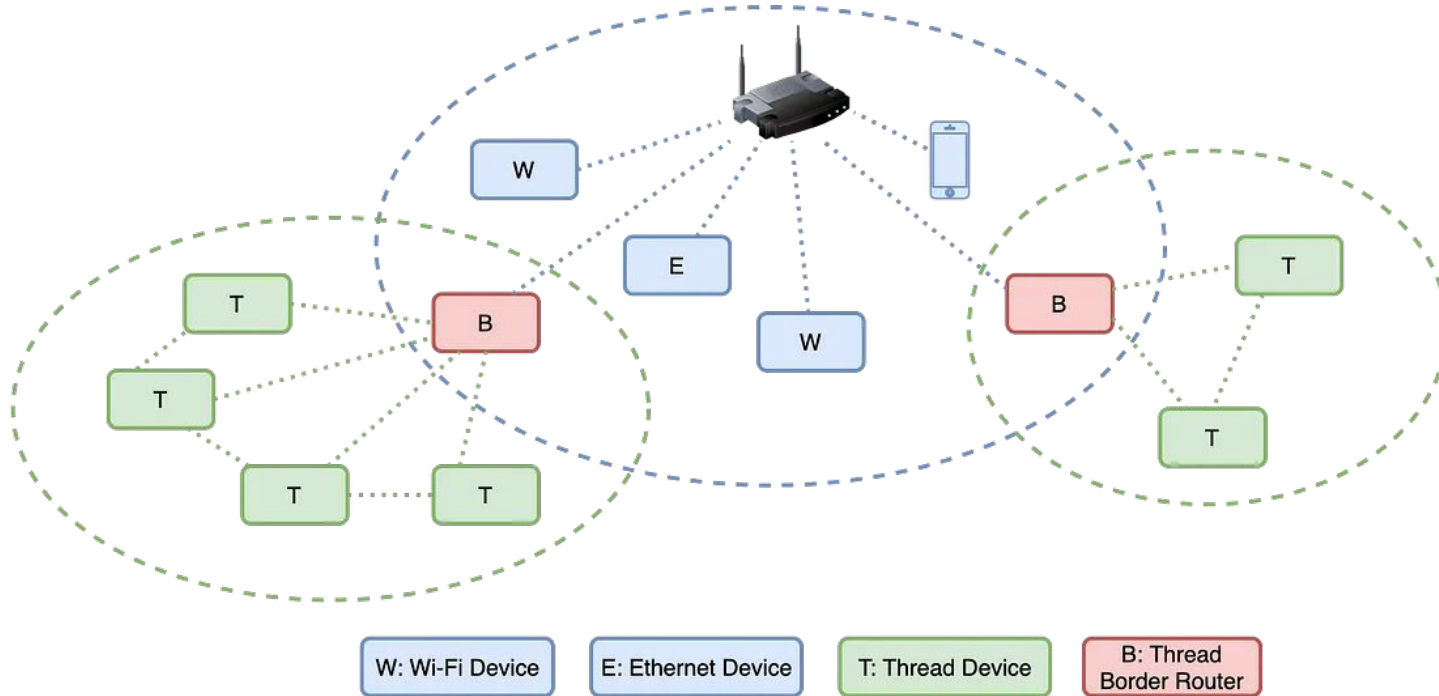 W
E
T
B
B
T
W
T
T
T
T
W: Wi-Fi Device
E: Ethernet Device
T: Thread Device
B: Thread
Border Router